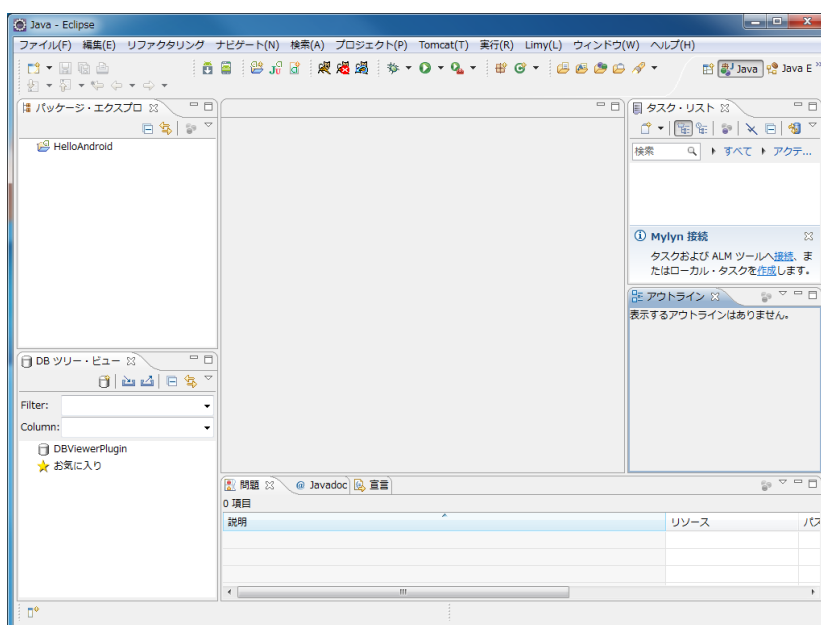 Java - Eclipse
ファイル(F) 編集(E) リファクタリング ナビゲート(N) 検索(A) プロジェクト(P) Tomcat(T) 実行(R) Limy(L) ウィンドウ(W) ヘルプ(H)
Java Java E
パッケージ・エクスプロ
HelloAndroid
タスク・リスト
検索 すべて アクテ...
Mylyn 接続
タスクおよび ALM ツールへ接続、ま
たはローカル・タスクを作成します。
アウトライン
表示するアウトラインはありません。
DB ツリー・ビュー
Filter:
Column:
DBViewerPlugin
お気に入り
問題 @ Javadoc 宣言
0 項目
説明 リソース パス